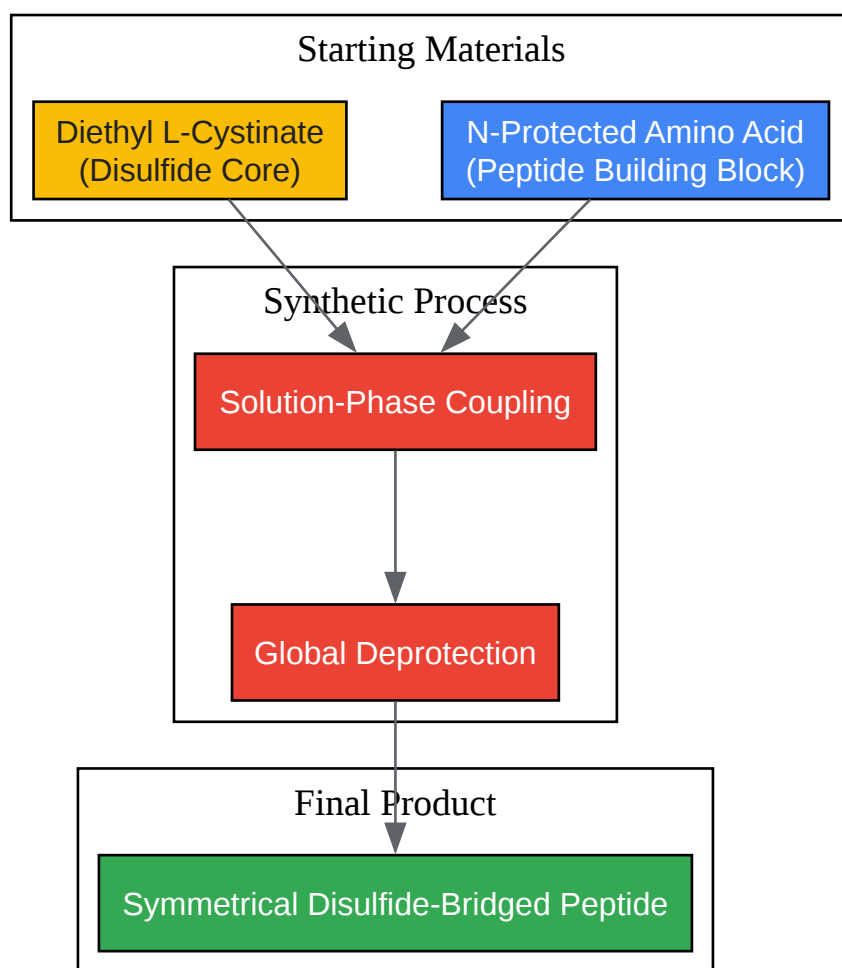 Starting Materials
Diethyl L-Cystinate
(Disulfide Core)
N-Protected Amino Acid
(Peptide Building Block)
Synthetic Process
Solution-Phase Coupling
Global Deprotection
Final Product
Symmetrical Disulfide-Bridged Peptide